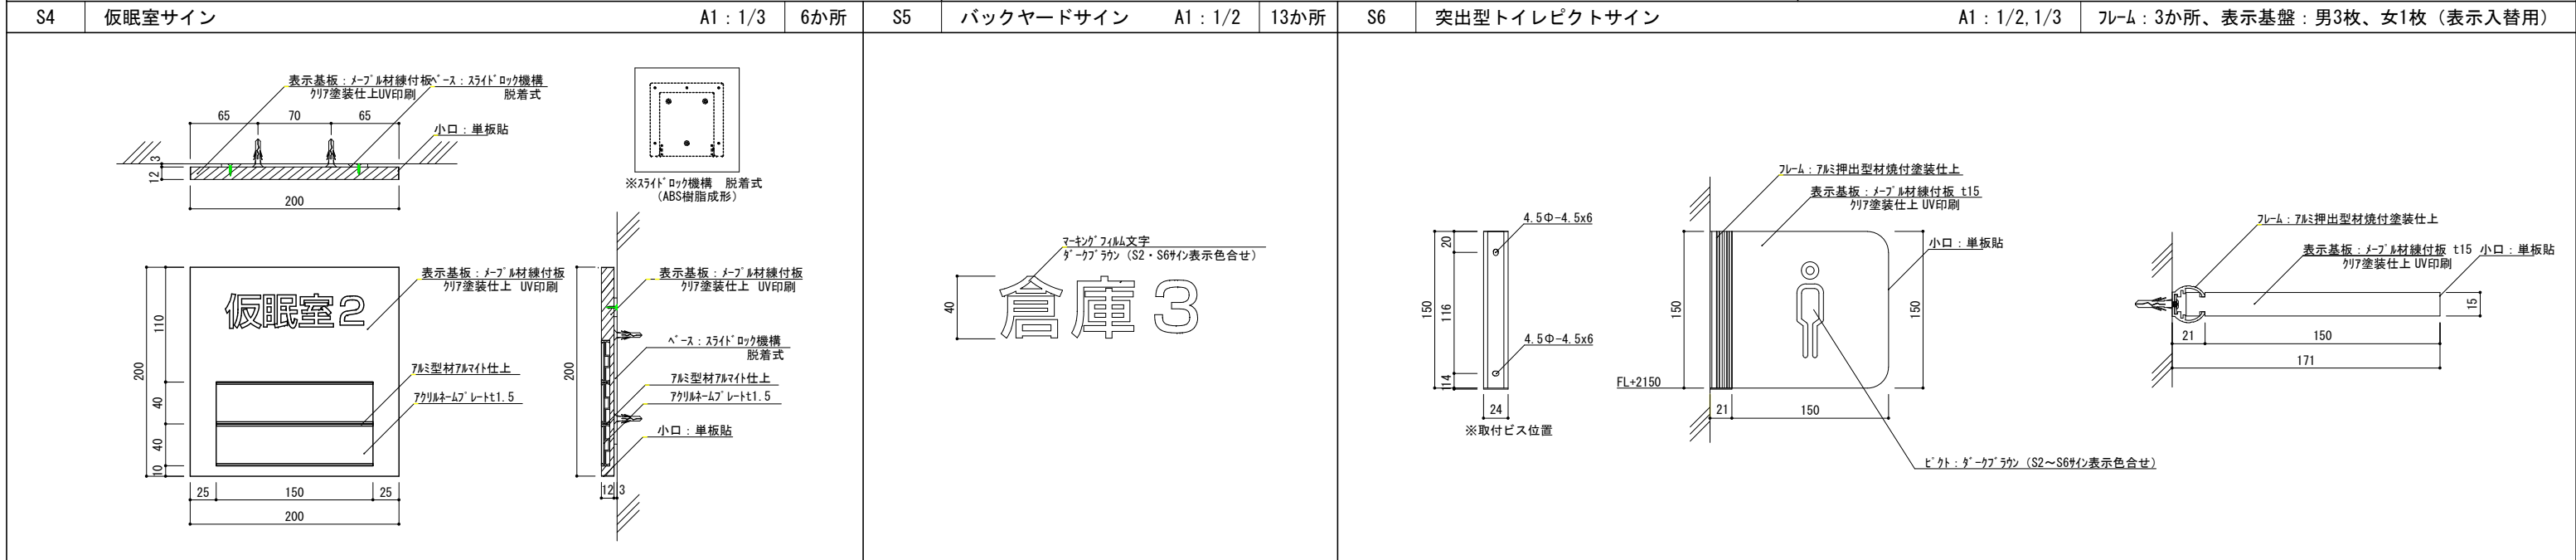 S4 仮眠室サイン A1：1/3 6か所
表示基板：ﾒｰﾌﾟﾙ材練付板
ｸﾘｱ塗装仕上UV印刷
ﾍﾞｰｽ：ｽﾗｲﾄﾞﾛｯｸ機構
脱着式
65 70 65
小口：単板貼
3
12
200
※ｽﾗｲﾄﾞﾛｯｸ機構 脱着式
(ABS樹脂成形)
仮眠室2
表示基板：ﾒｰﾌﾟﾙ材練付板
ｸﾘｱ塗装仕上 UV印刷
ｱﾙﾐ型材ｱﾙﾏｲﾄ仕上
ｱｸﾘﾙﾈｰﾑﾌﾟﾚｰﾄt1.5
110
200
40
40
10
25 150 25
200
表示基板：ﾒｰﾌﾟﾙ材練付板
ｸﾘｱ塗装仕上 UV印刷
ﾍﾞｰｽ：ｽﾗｲﾄﾞﾛｯｸ機構
脱着式
200
ｱﾙﾐ型材ｱﾙﾏｲﾄ仕上
ｱｸﾘﾙﾈｰﾑﾌﾟﾚｰﾄt1.5
小口：単板貼
12 3
S5 バックヤードサイン A1：1/2 13か所
ﾏｰｷﾝｸﾞﾌｨﾙﾑ文字
ﾀﾞｰｸﾌﾞﾗｳﾝ（S2・S6ｻｲﾝ表示色合せ）
40
倉庫3
S6 突出型トイレピクトサイン A1：1/2,1/3 ﾌﾚｰﾑ：3か所、表示基盤：男3枚、女1枚（表示入替用）
4.5Φ-4.5x6
20
150
116
4.5Φ-4.5x6
14
24
※取付ビス位置
ﾌﾚｰﾑ：ｱﾙﾐ押出型材焼付塗装仕上
表示基板：ﾒｰﾌﾟﾙ材練付板 t15
ｸﾘｱ塗装仕上 UV印刷
小口：単板貼
150
150
FL+2150
21 150
ﾋﾟｸﾄ：ﾀﾞｰｸﾌﾞﾗｳﾝ（S2～S6ｻｲﾝ表示色合せ）
ﾌﾚｰﾑ：ｱﾙﾐ押出型材焼付塗装仕上
表示基板：ﾒｰﾌﾟﾙ材練付板 t15
ｸﾘｱ塗装仕上 UV印刷
小口：単板貼
15
21 150
171